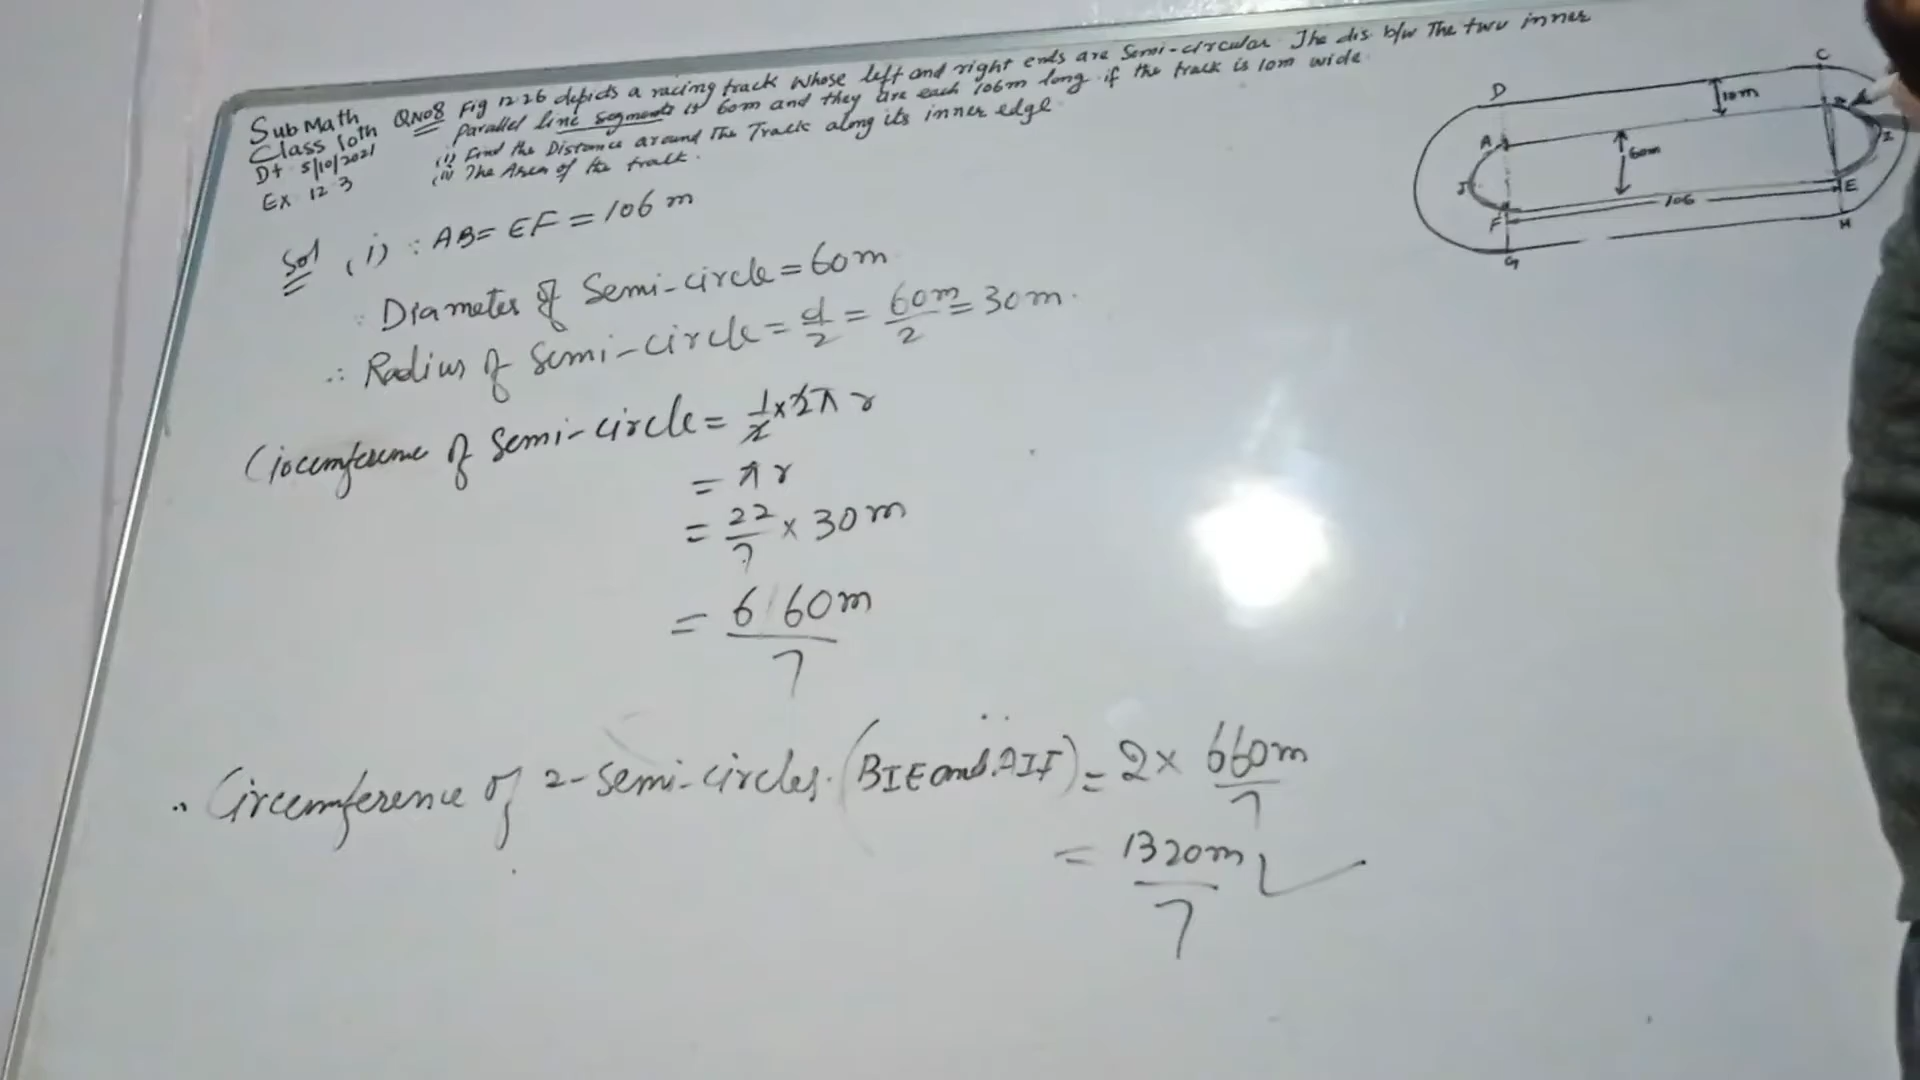 Sub Math
Class 10th
Dt 5/10/2021
Ex 12.3
QNo8 Fig 12.26 depicts a racing track whose left and right ends are Semi-circular. The dis b/w The two inner
parallel line segments is 60m and they are each 106m long. if the track is 10m wide.
(i) Find the Distance around The Track along its inner edge
(ii) The Area of the track.
Sol (i) ∵ AB = EF = 106 m
∵ Diameter of Semi-circle = 60m
∴ Radius of Semi-circle = d/2 = 60m/2 = 30m.
Ciocumference of Semi-circle = 1/2 × 2π r
= π r
= 22/7 × 30m
= 660m/7
∴ Circumference of 2-Semi-circles. (BIE and AJF) = 2 × 660m/7
= 1320m/7
D
C
10m
A
60m
I
J
E
106
F
H
G